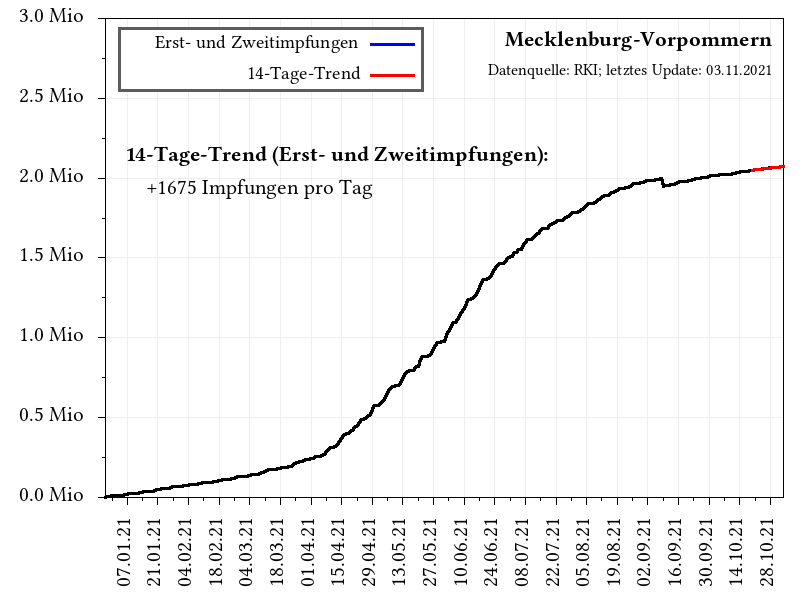 3.0 Mio
2.5 Mio
2.0 Mio
1.5 Mio
1.0 Mio
0.5 Mio
0.0 Mio
Erst- und Zweitimpfungen
14-Tage-Trend
Mecklenburg-Vorpommern
Datenquelle: RKI; letztes Update: 03.11.2021
14-Tage-Trend (Erst- und Zweitimpfungen):
+1675 Impfungen pro Tag
07.01.21
21.01.21
04.02.21
18.02.21
04.03.21
18.03.21
01.04.21
15.04.21
29.04.21
13.05.21
27.05.21
10.06.21
24.06.21
08.07.21
22.07.21
05.08.21
19.08.21
02.09.21
16.09.21
30.09.21
14.10.21
28.10.21